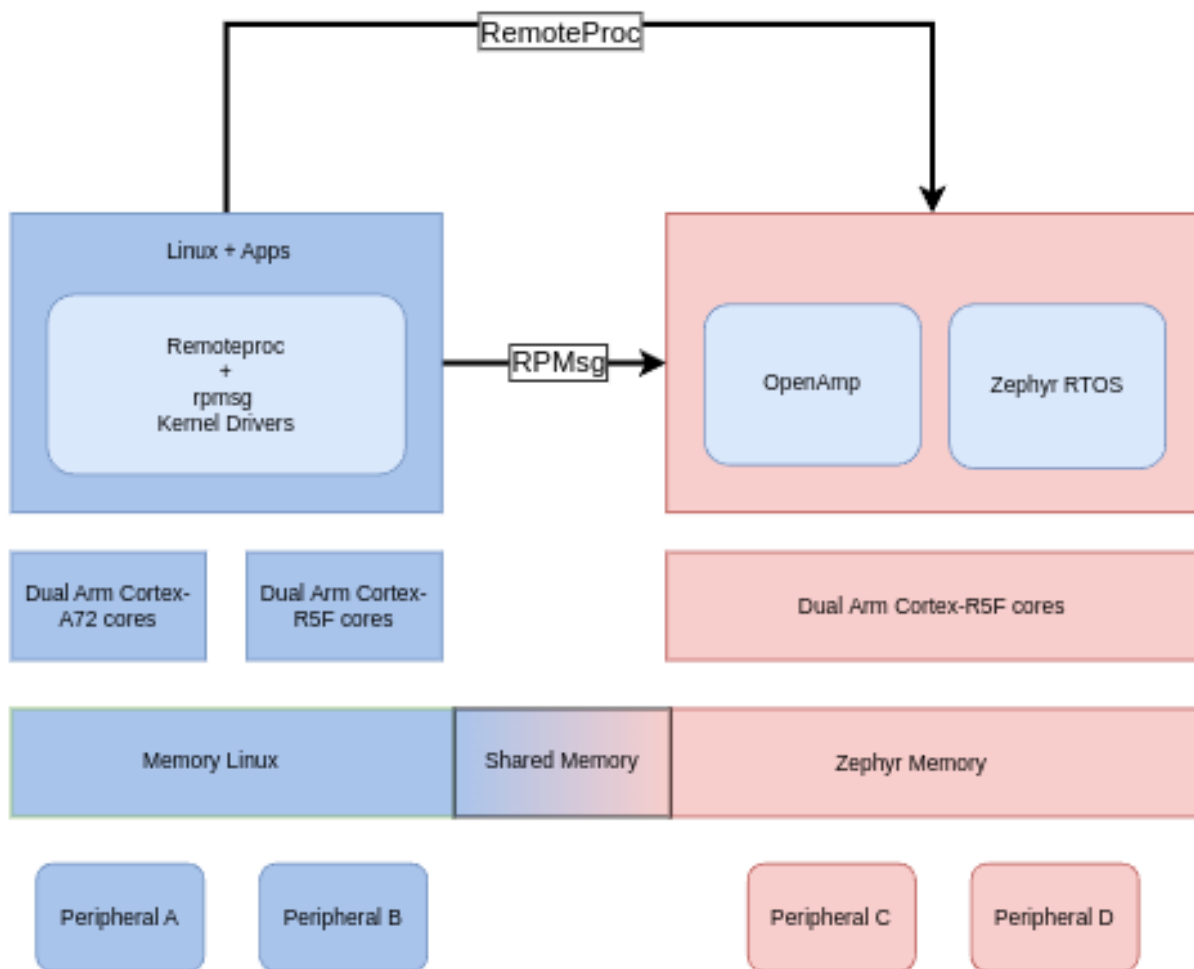 RemoteProc
Linux + Apps
Remoteproc
+
rpmsg
Kernel Drivers
RPMsg
OpenAmp
Zephyr RTOS
Dual Arm Cortex-
A72 cores
Dual Arm Cortex-
R5F cores
Dual Arm Cortex-R5F cores
Memory Linux
Shared Memory
Zephyr Memory
Peripheral A
Peripheral B
Peripheral C
Peripheral D